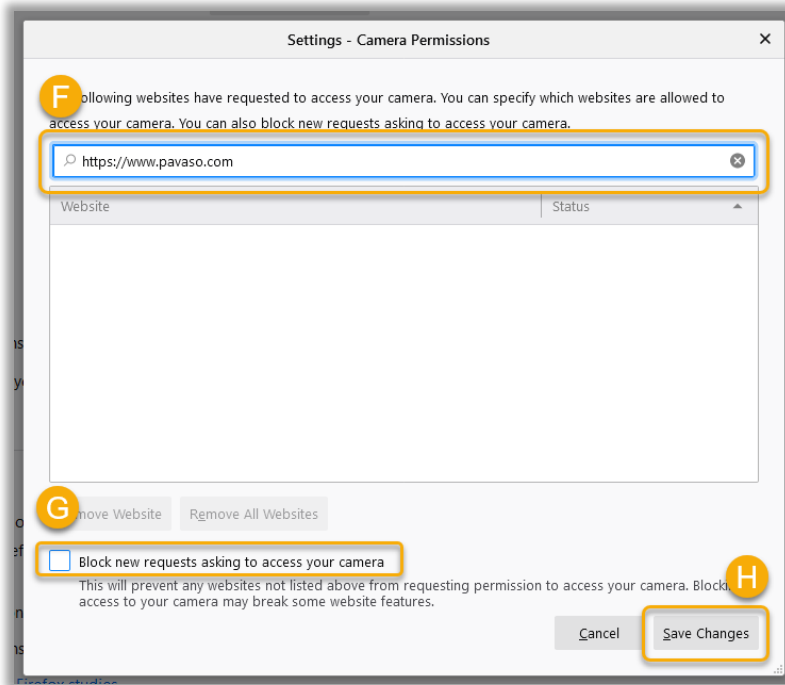 Settings - Camera Permissions
F
ollowing websites have requested to access your camera. You can specify which websites are allowed to
access your camera. You can also block new requests asking to access your camera.
https://www.pavaso.com
Website Status
G
move Website Remove All Websites
Block new requests asking to access your camera
H
This will prevent any websites not listed above from requesting permission to access your camera. Blocki
access to your camera may break some website features.
Cancel Save Changes
Firefox studies